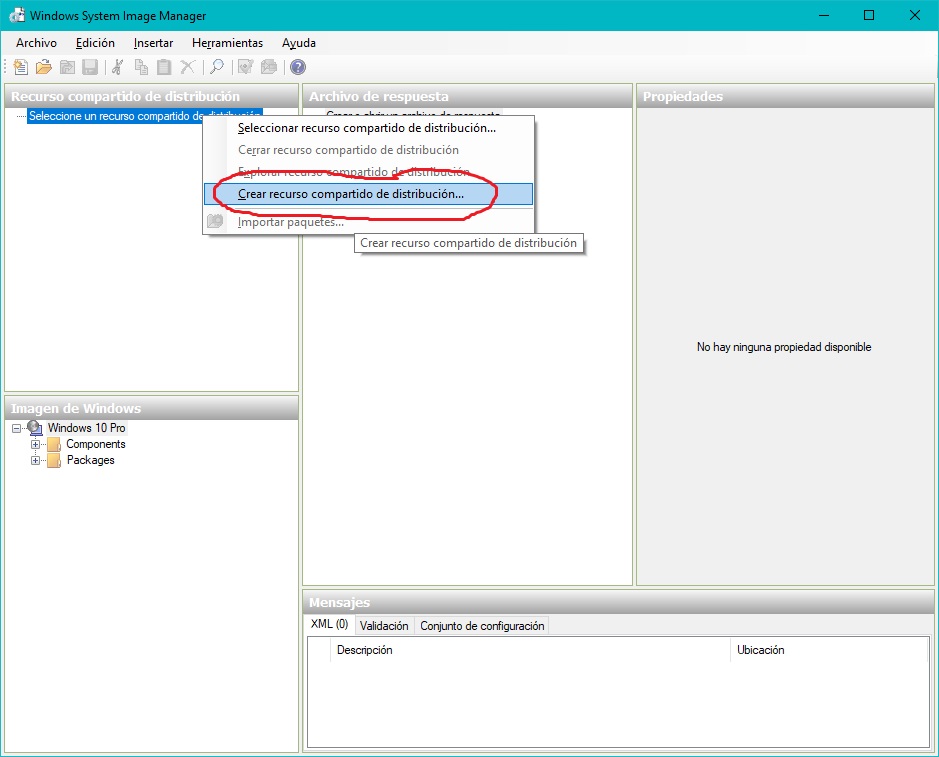 Windows System Image Manager
Archivo Edición Insertar Herramientas Ayuda
Recurso compartido de distribución
Seleccione un recurso compartido de distribución
Seleccionar recurso compartido de distribución...
Cerrar recurso compartido de distribución
Explorar recurso compartido de distribución
Crear recurso compartido de distribución...
Importar paquetes...
Crear recurso compartido de distribución
Archivo de respuesta
Crear o abrir un archivo de respuesta
Propiedades
No hay ninguna propiedad disponible
Imagen de Windows
Windows 10 Pro
Components
Packages
Mensajes
XML (0) Validación Conjunto de configuración
Descripción Ubicación